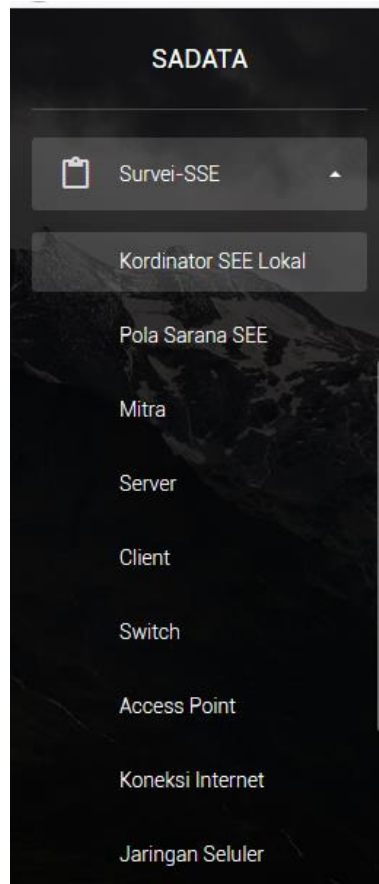 SADATA
Survei-SSE
Kordinator SEE Lokal
Pola Sarana SEE
Mitra
Server
Client
Switch
Access Point
Koneksi Internet
Jaringan Seluler